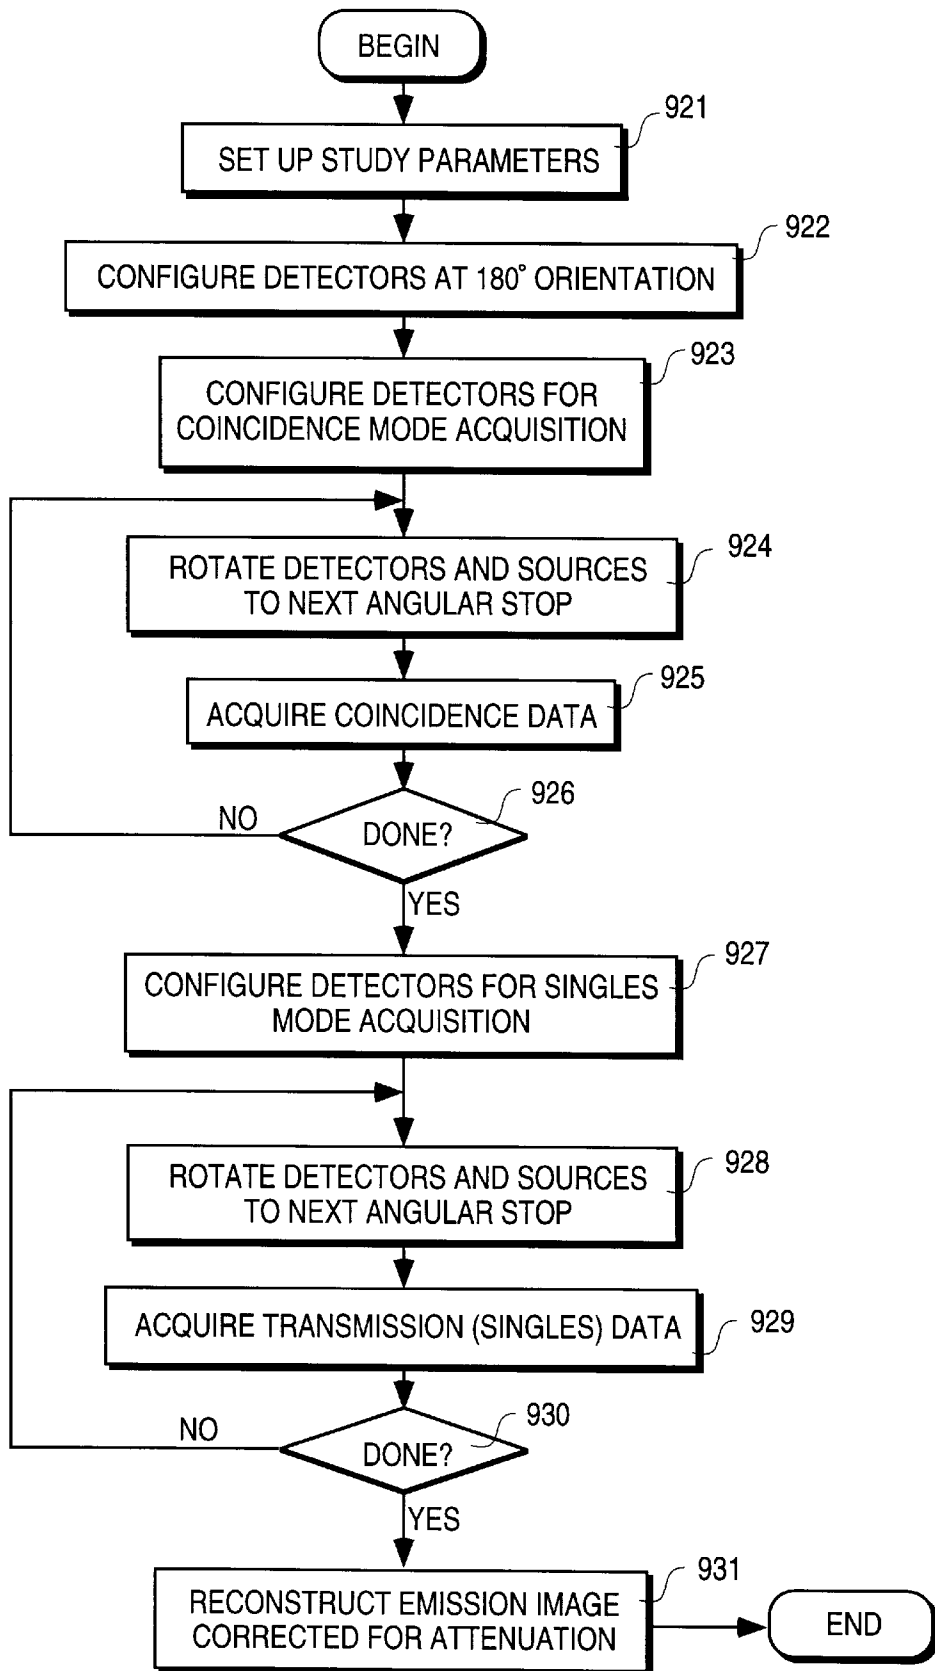 BEGIN
921
SET UP STUDY PARAMETERS
922
CONFIGURE DETECTORS AT 180° ORIENTATION
923
CONFIGURE DETECTORS FOR
COINCIDENCE MODE ACQUISITION
924
ROTATE DETECTORS AND SOURCES
TO NEXT ANGULAR STOP
925
ACQUIRE COINCIDENCE DATA
926
NO
DONE?
YES
927
CONFIGURE DETECTORS FOR SINGLES
MODE ACQUISITION
928
ROTATE DETECTORS AND SOURCES
TO NEXT ANGULAR STOP
929
ACQUIRE TRANSMISSION (SINGLES) DATA
930
NO
DONE?
YES
931
RECONSTRUCT EMISSION IMAGE
CORRECTED FOR ATTENUATION
END